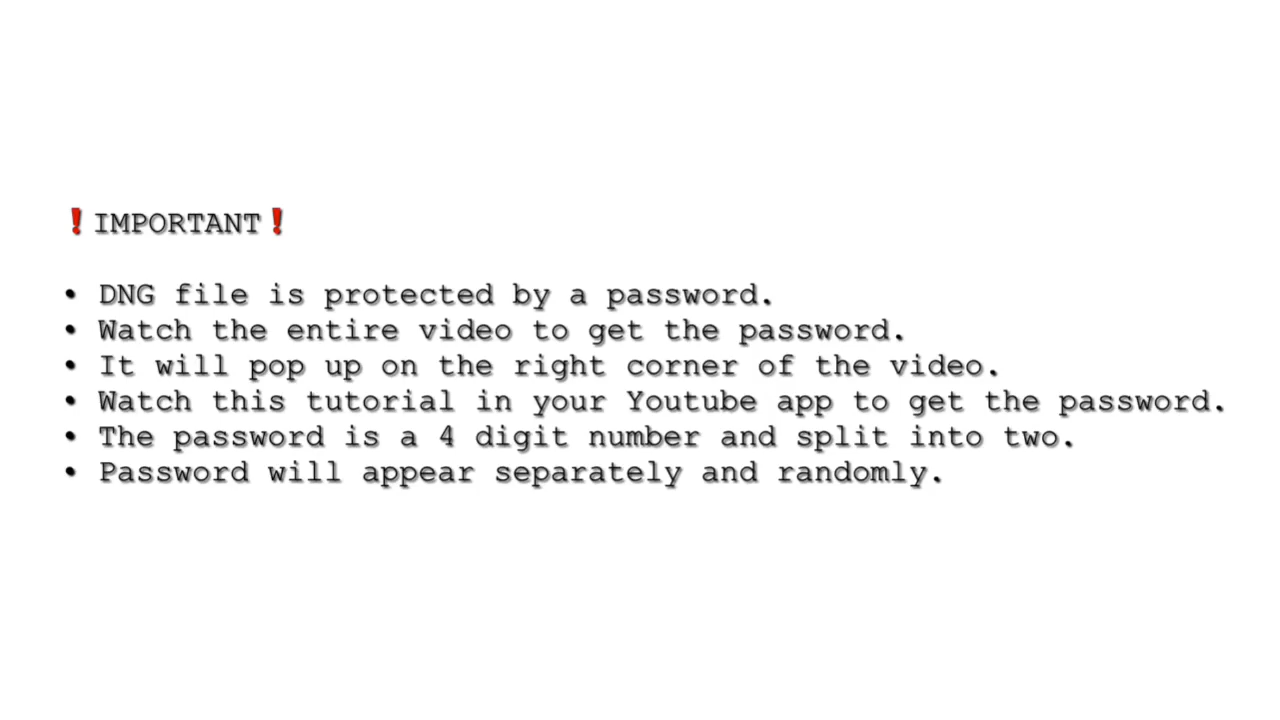 ❗IMPORTANT❗
• DNG file is protected by a password.
• Watch the entire video to get the password.
• It will pop up on the right corner of the video.
• Watch this tutorial in your Youtube app to get the password.
• The password is a 4 digit number and split into two.
• Password will appear separately and randomly.